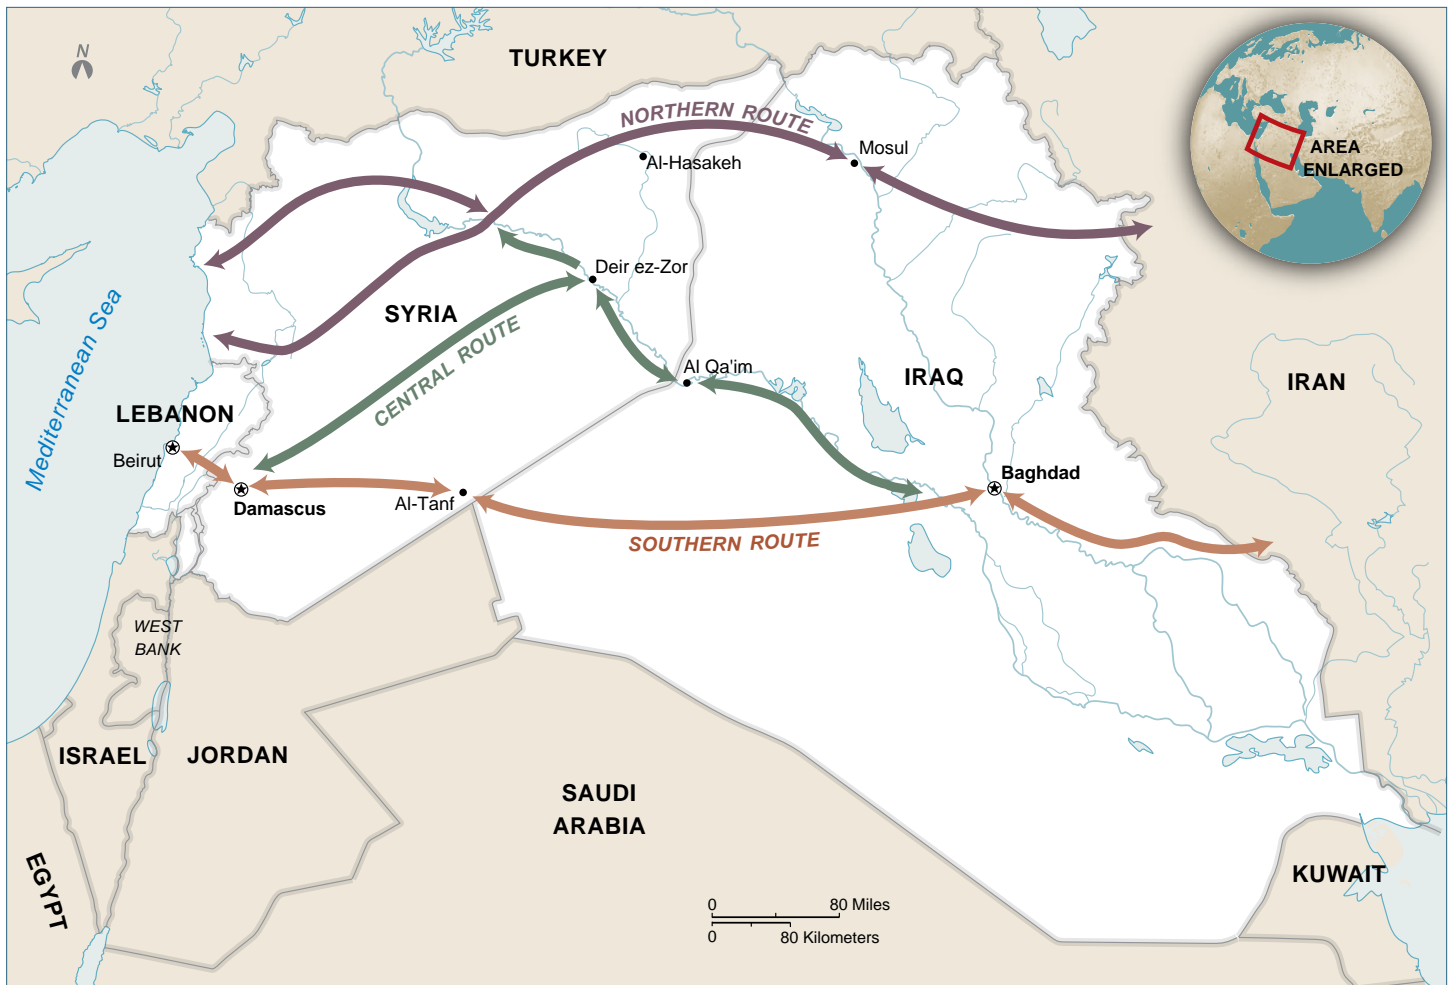 N
TURKEY
NORTHERN ROUTE
Mosul
Al-Hasakeh
AREA
ENLARGED
Deir ez-Zor
SYRIA
CENTRAL ROUTE
Mediterranean Sea
Al Qa'im
IRAQ
IRAN
LEBANON
Beirut
Damascus
Al-Tanf
Baghdad
SOUTHERN ROUTE
WEST
BANK
ISRAEL
JORDAN
SAUDI
ARABIA
EGYPT
KUWAIT
0 80 Miles
0 80 Kilometers